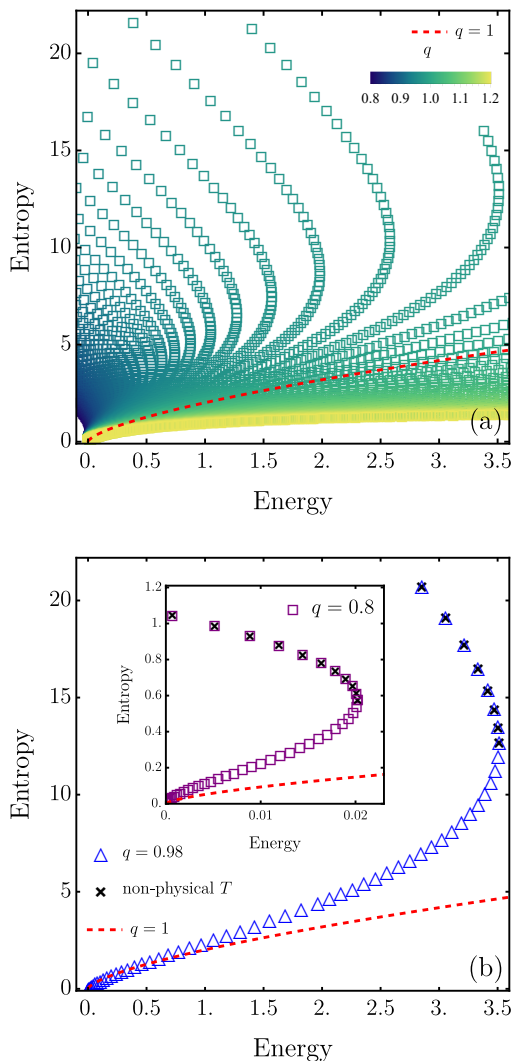 q = 1
q
0.8 0.9 1.0 1.1 1.2
20
15
10
5
0
Entropy
0. 0.5 1. 1.5 2. 2.5 3. 3.5
(a)
Energy
20
15
10
5
0
Entropy
1.2
1.0
0.8
0.6
0.4
0.2
0.
Entropy
q = 0.8
0. 0.01 0.02
Energy
q = 0.98
non-physical T
q = 1
(b)
0. 0.5 1. 1.5 2. 2.5 3. 3.5
Energy